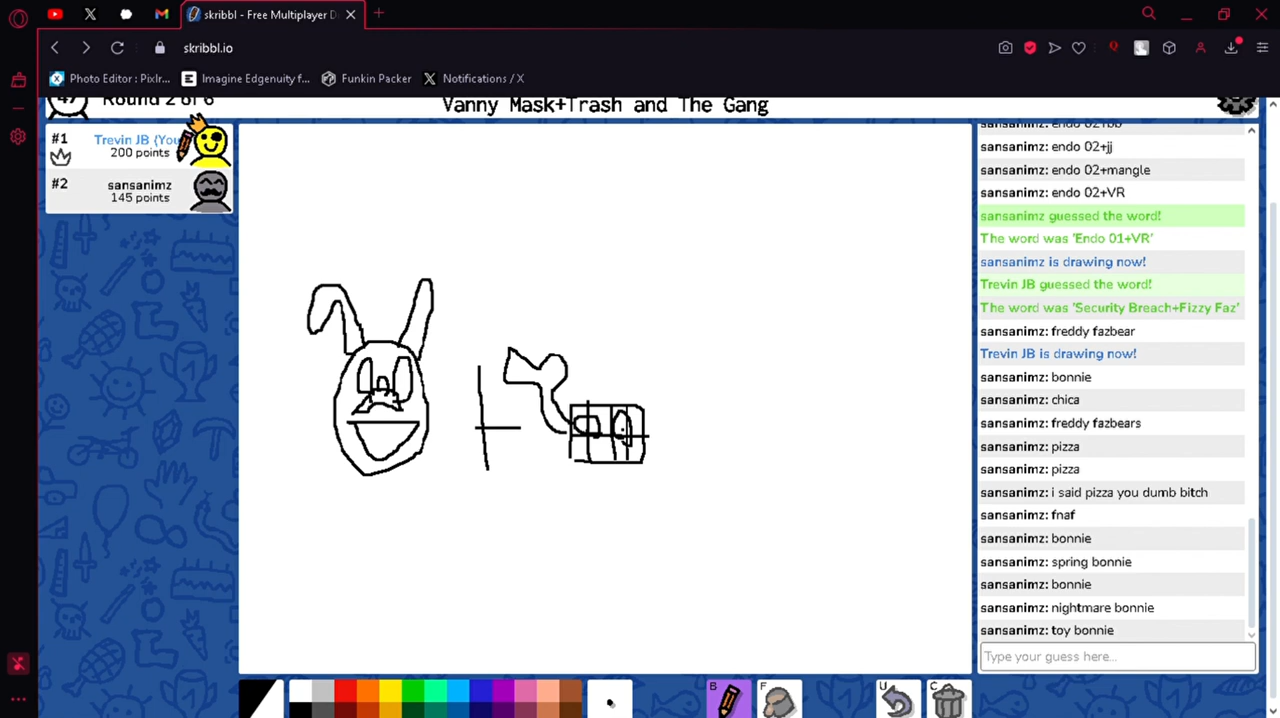 skribbl - Free Multiplayer D
skribbl.io
Photo Editor : Pixlr...
Imagine Edgenuity f...
Funkin Packer
Notifications / X
47
Round 2 of 6
Vanny Mask+Trash and The Gang
#1
Trevin JB (You
200 points
#2
sansanimz
145 points
sansanimz: endo 02+bb
sansanimz: endo 02+jj
sansanimz: endo 02+mangle
sansanimz: endo 02+VR
sansanimz guessed the word!
The word was 'Endo 01+VR'
sansanimz is drawing now!
Trevin JB guessed the word!
The word was 'Security Breach+Fizzy Faz'
sansanimz: freddy fazbear
Trevin JB is drawing now!
sansanimz: bonnie
sansanimz: chica
sansanimz: freddy fazbears
sansanimz: pizza
sansanimz: pizza
sansanimz: i said pizza you dumb bitch
sansanimz: fnaf
sansanimz: bonnie
sansanimz: spring bonnie
sansanimz: bonnie
sansanimz: nightmare bonnie
sansanimz: toy bonnie
Type your guess here...
B
F
U
C